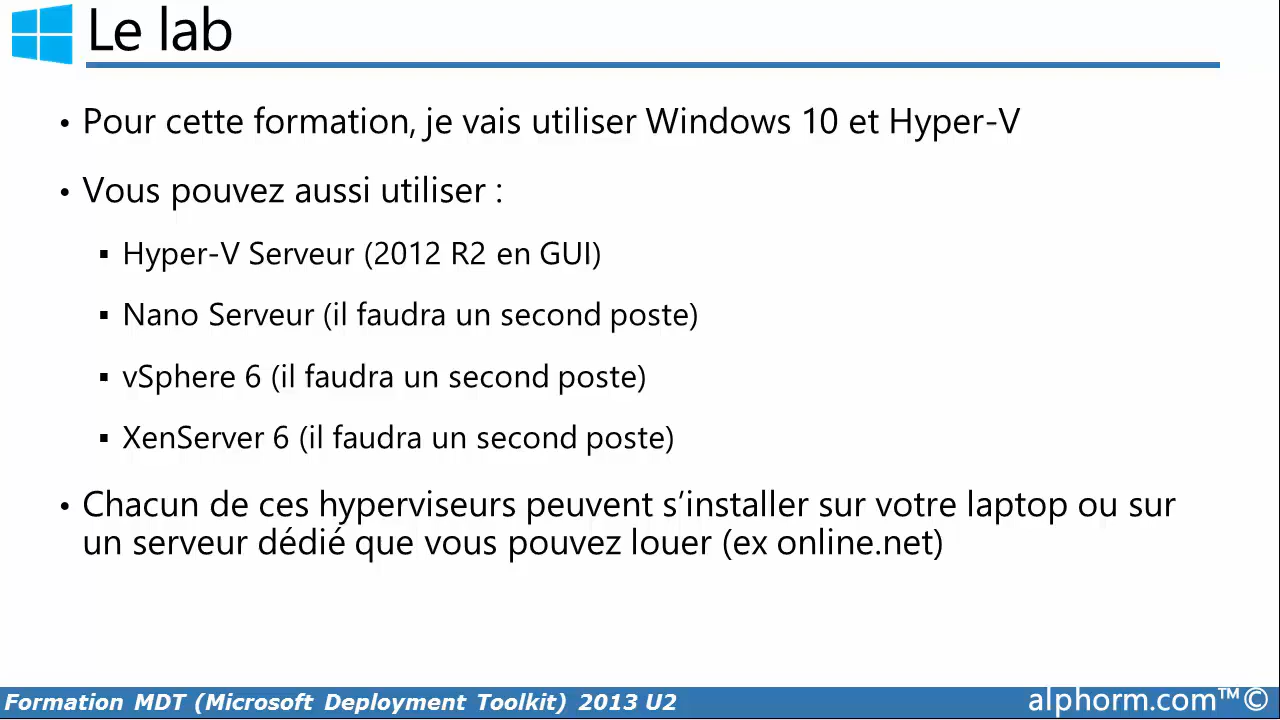 Le lab
• Pour cette formation, je vais utiliser Windows 10 et Hyper-V
• Vous pouvez aussi utiliser :
▪ Hyper-V Serveur (2012 R2 en GUI)
▪ Nano Serveur (il faudra un second poste)
▪ vSphere 6 (il faudra un second poste)
▪ XenServer 6 (il faudra un second poste)
• Chacun de ces hyperviseurs peuvent s’installer sur votre laptop ou sur
un serveur dédié que vous pouvez louer (ex online.net)
Formation MDT (Microsoft Deployment Toolkit) 2013 U2
alphorm.com™©